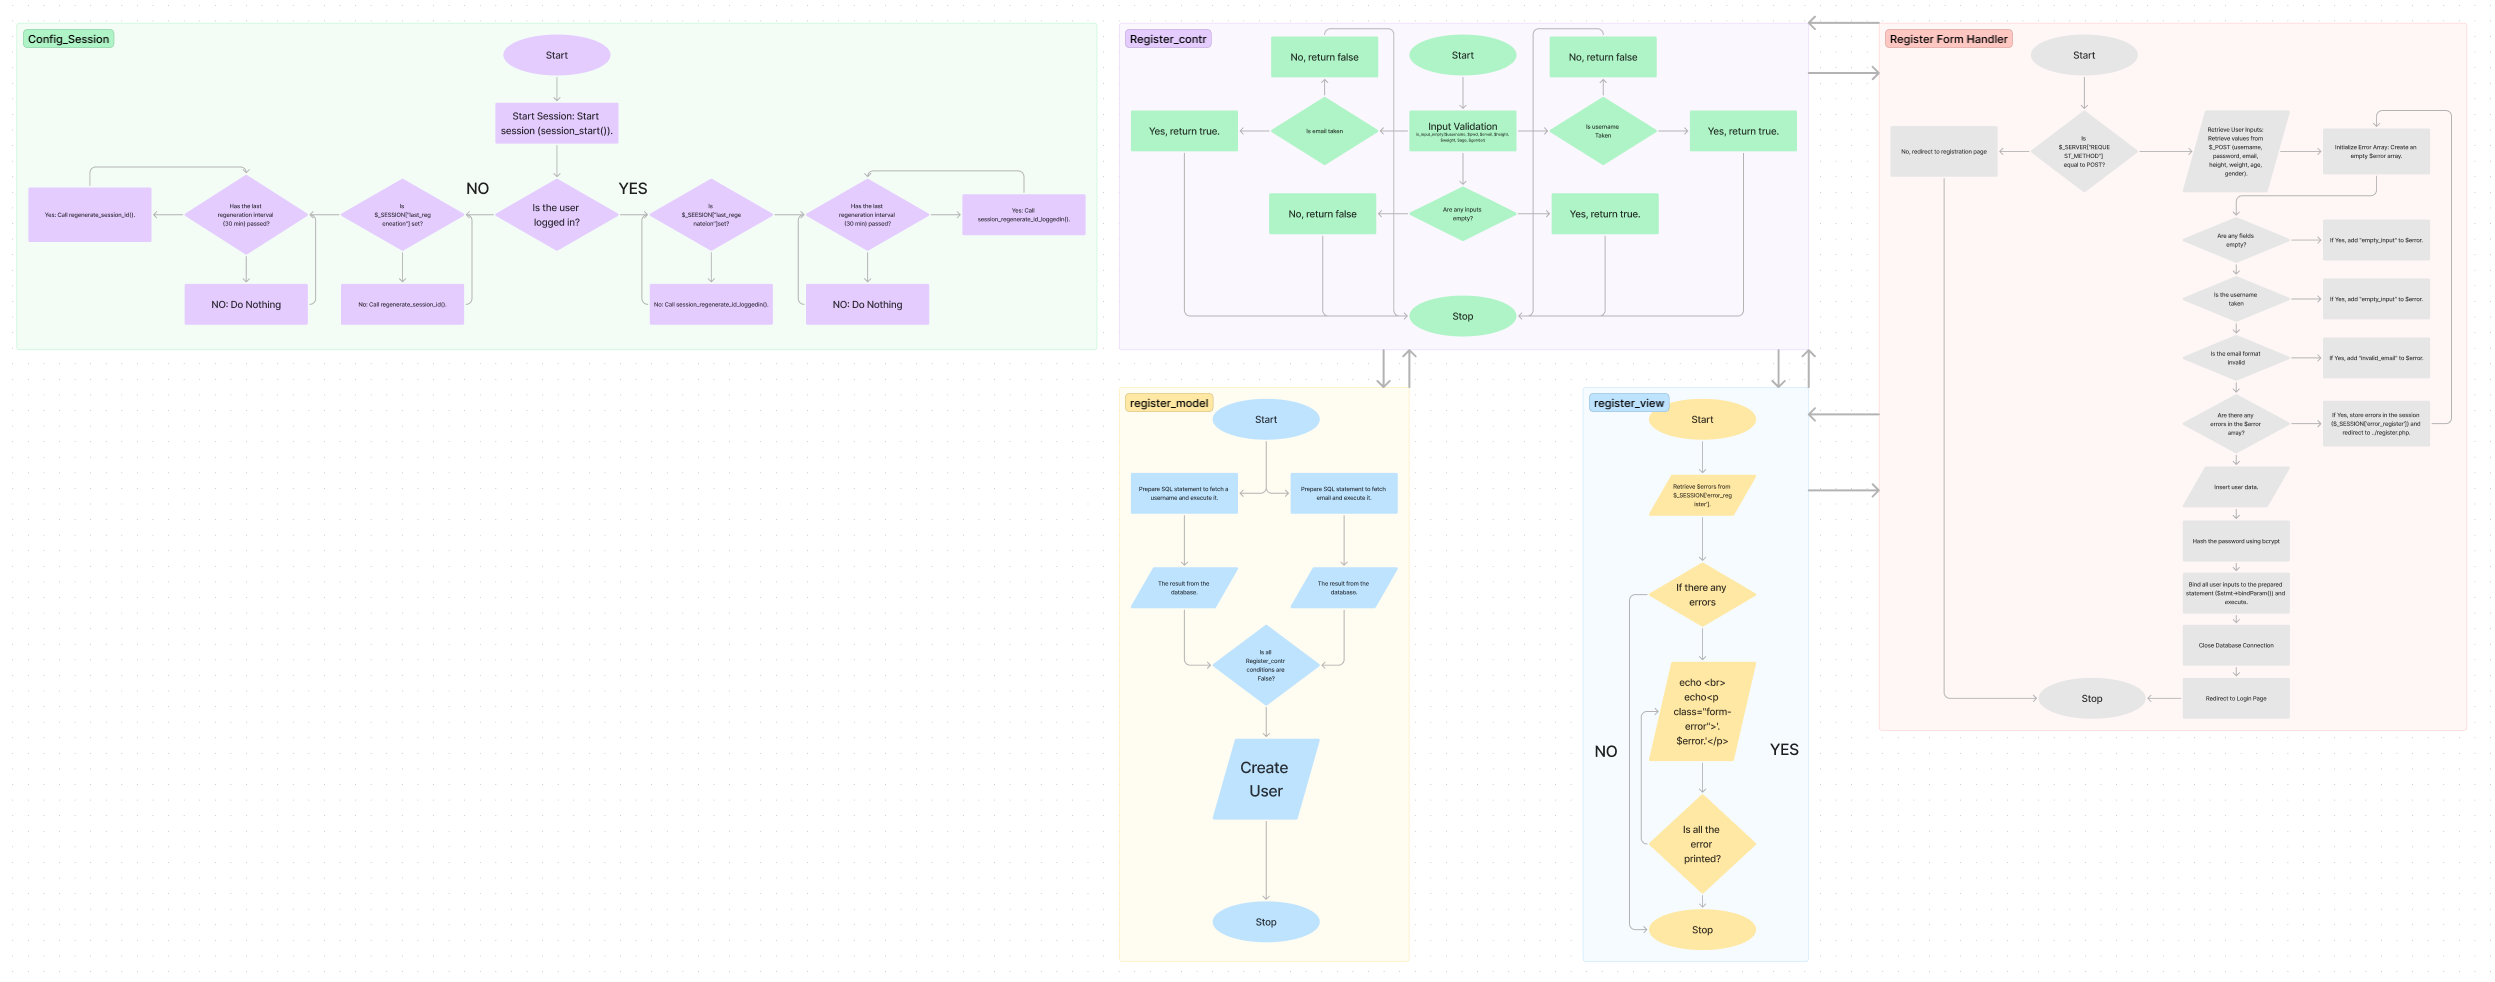 Config_Session
Start
Start Session: Start
session (session_start()).
NO
YES
Is the user
logged in?
Is
$_SESSION["last_reg
eneation"] set?
Has the last
regeneration interval
(30 min) passed?
Yes: Call regenerate_session_id().
NO: Do Nothing
No: Call regenerate_session_id().
Is
$_SEESION["last_rege
nateion"]set?
Has the last
regeneration interval
(30 min) passed?
Yes: Call
session_regenerate_id_loggedin().
No: Call session_regenerate_id_loggedin().
NO: Do Nothing
Register_contr
No, return false
Start
No, return false
Yes, return true.
Is email taken
Input Validation
Is username
Taken
Yes, return true.
No, return false
Are any inputs
empty?
Yes, return true.
Stop
Register Form Handler
Start
No, redirect to registration page
Is
$_SERVER["REQUE
ST_METHOD"]
equal to POST?
Retrieve User Inputs:
Retrieve values from
$_POST (username,
password, email,
height, weight, age,
gender).
Initialize Error Array: Create an
empty $error array.
Are any fields
empty?
If Yes, add "empty_input" to $error.
Is the username
taken
If Yes, add "empty_input" to $error.
Is the email format
invalid
If Yes, add "invalid_email" to $error.
Are there any
errors in the $error
array?
If Yes, store errors in the session
($_SESSION['error_register']) and
redirect to ../register.php.
Insert user data.
Hash the password using bcrypt
Bind all user inputs to the prepared
statement ($stmt->bindParam()) and
execute.
Close Database Connection
Redirect to Login Page
Stop
register_model
Start
Prepare SQL statement to fetch a
username and execute it.
Prepare SQL statement to fetch
email and execute it.
The result from the
database.
The result from the
database.
Is all
Register_contr
conditions are
False?
Create
User
Stop
register_view
Start
Retrieve $errors from
$_SESSION['error_reg
ister'].
If there any
errors
echo <br>
echo<p
class="form-
error">'.
$error.'</p>
NO
YES
Is all the
error
printed?
Stop